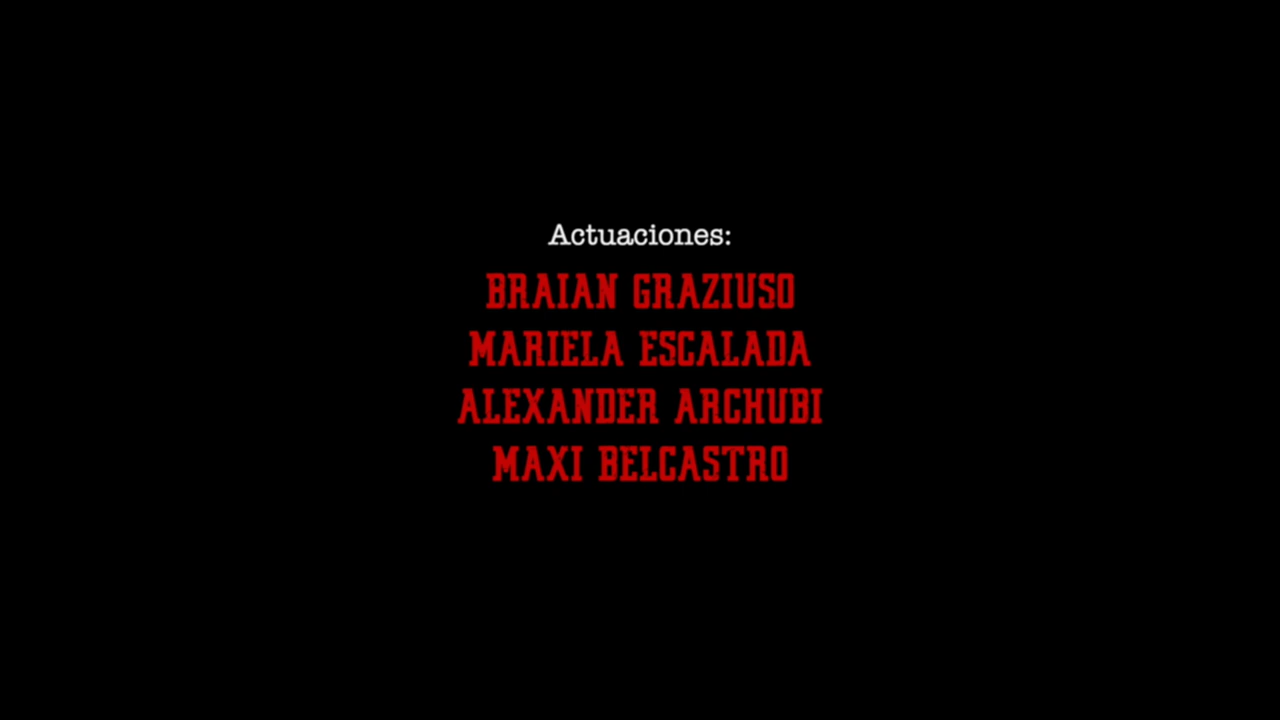 Actuaciones:
BRAIAN GRAZIUSO
MARIELA ESCALADA
ALEXANDER ARCHUBI
MAXI BELCASTRO